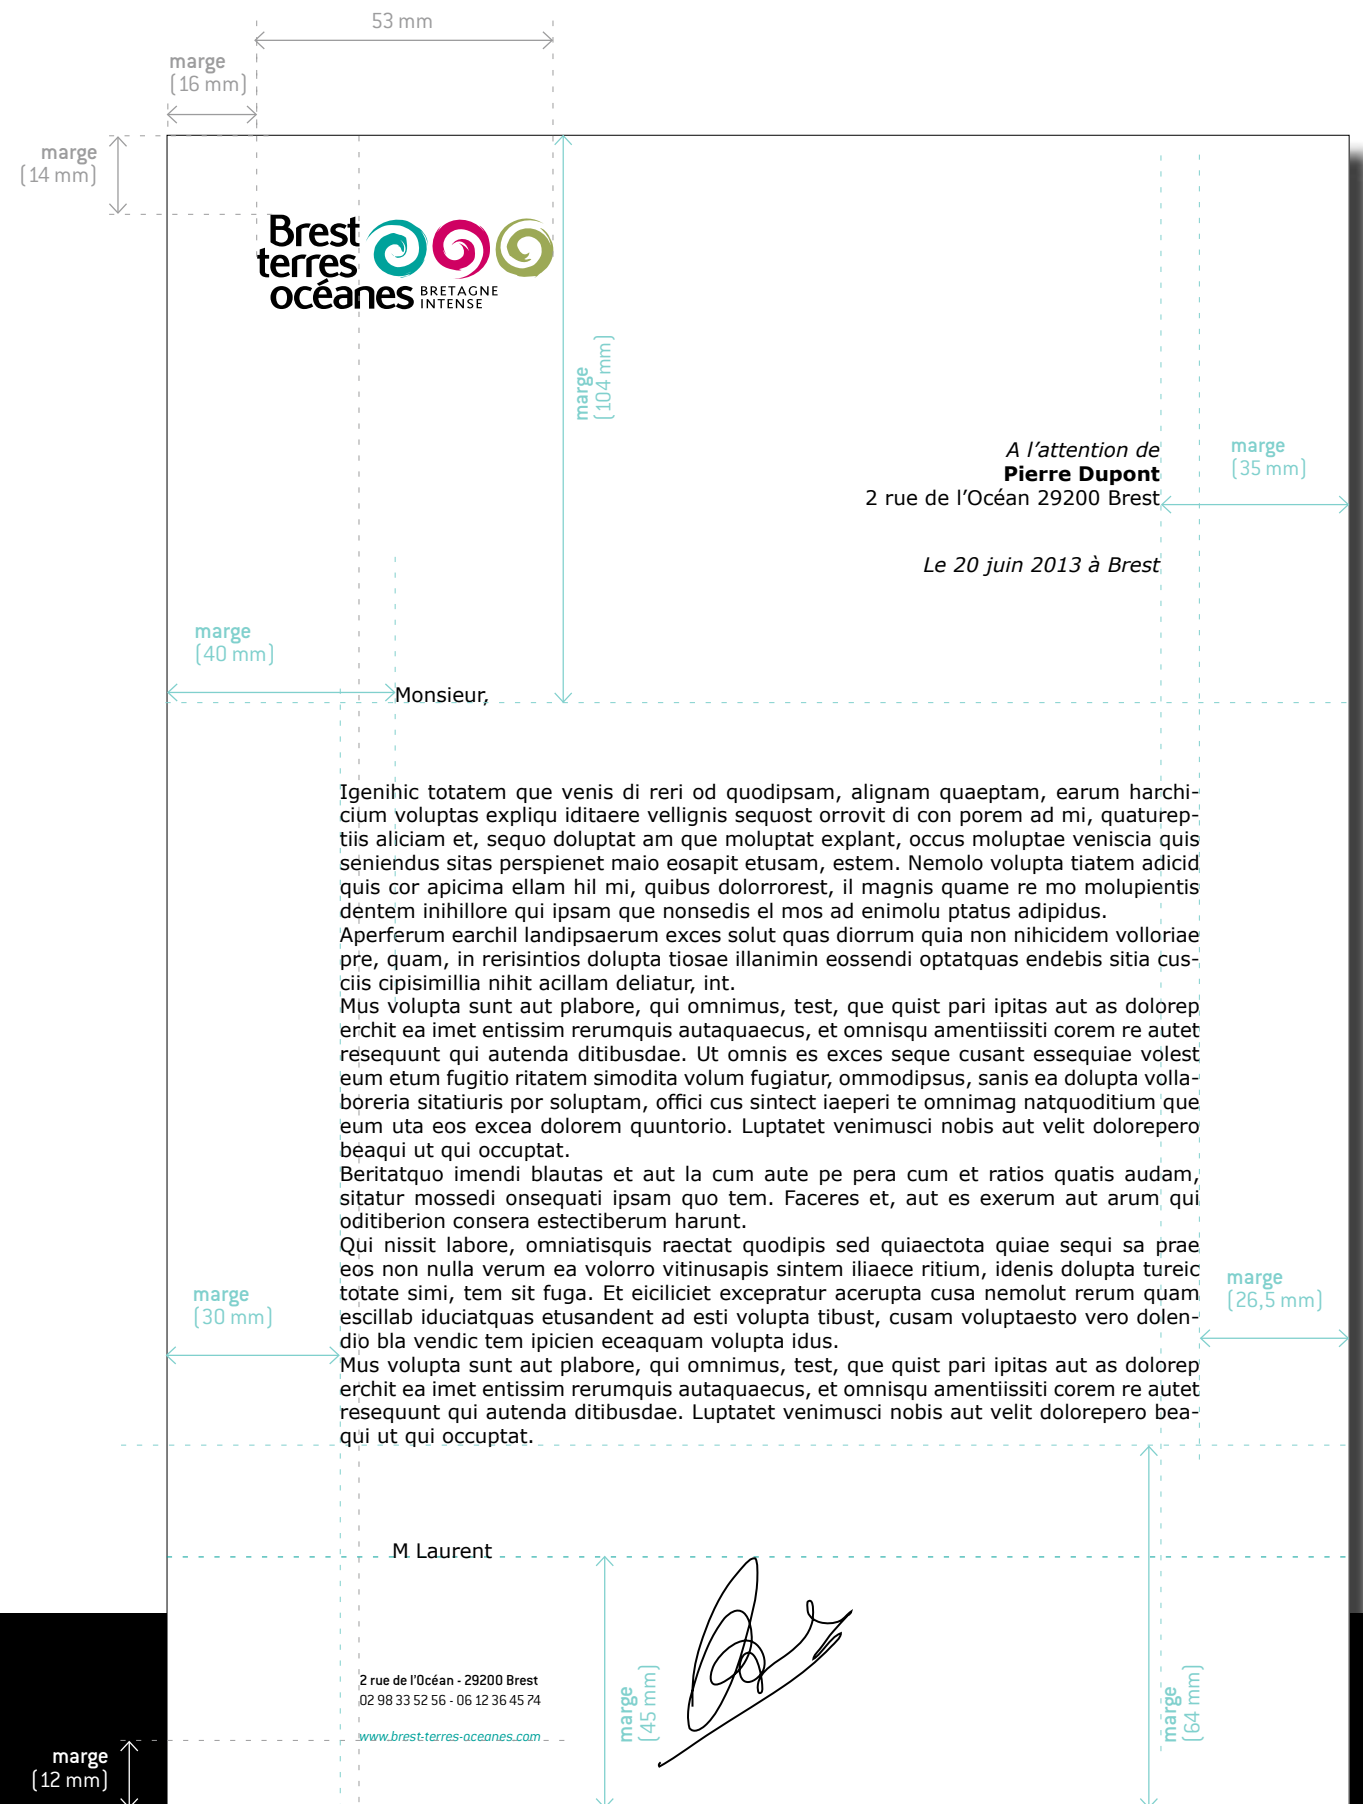 53 mm
marge
(16 mm)
marge
(14 mm)
Brest
terres
océanes
BRETAGNE
INTENSE
marge
(104 mm)
A l’attention de
Pierre Dupont
2 rue de l’Océan 29200 Brest
marge
(35 mm)
Le 20 juin 2013 à Brest
marge
(40 mm)
Monsieur,
Igenihic totatem que venis di reri od quodipsam, alignam quaeptam, earum harchi-
cium voluptas expliqu iditaere vellignis sequost orrovit di con porem ad mi, quaturep-
tiis aliciam et, sequo doluptat am que moluptat explant, occus moluptae veniscia quis
seniendus sitas perspienet maio eosapit etusam, estem. Nemolo volupta tiatem adicid
quis cor apicima ellam hil mi, quibus dolorrorest, il magnis quame re mo molupientis
dentem inihillore qui ipsam que nonsedis el mos ad enimolu ptatus adipidus.
Aperferum earchil landipsaerum exces solut quas diorrum quia non nihicidem volloriae
pre, quam, in rerisintios dolupta tiosae illanimin eossendi optatquas endebis sitia cus-
ciis cipisimillia nihit acillam deliatur, int.
Mus volupta sunt aut plabore, qui omnimus, test, que quist pari ipitas aut as dolorep
erchit ea imet entissim rerumquis autaquaecus, et omnisqu amentiissiti corem re autet
resequunt qui autenda ditibusdae. Ut omnis es exces seque cusant essequiae volest
eum etum fugitio ritatem simodita volum fugiatur, ommodipsus, sanis ea dolupta volla-
boreria sitatiuris por soluptam, offici cus sintect iaeperi te omnimag natquoditium que
eum uta eos excea dolorem quuntorio. Luptatet venimusci nobis aut velit dolorepero
beaqui ut qui occuptat.
Beritatquo imendi blautas et aut la cum aute pe pera cum et ratios quatis audam,
sitatur mossedi onsequati ipsam quo tem. Faceres et, aut es exerum aut arum qui
oditiberion consera estectiberum harunt.
Qui nissit labore, omniatisquis raectat quodipis sed quiaectota quiae sequi sa prae
eos non nulla verum ea volorro vitinusapis sintem iliaece ritium, idenis dolupta tureic
totate simi, tem sit fuga. Et eiciliciet excepratur acerupta cusa nemolut rerum quam
escillab iduciatquas etusandent ad esti volupta tibust, cusam voluptaesto vero dolen-
dio bla vendic tem ipicien eceaquam volupta idus.
Mus volupta sunt aut plabore, qui omnimus, test, que quist pari ipitas aut as dolorep
erchit ea imet entissim rerumquis autaquaecus, et omnisqu amentiissiti corem re autet
resequunt qui autenda ditibusdae. Luptatet venimusci nobis aut velit dolorepero bea-
qui ut qui occuptat.
marge
(30 mm)
marge
(26,5 mm)
M Laurent
2 rue de l’Océan - 29200 Brest
02 98 33 52 56 - 06 12 36 45 74
www.brest-terres-oceanes.com
marge
(45 mm)
marge
(64 mm)
marge
(12 mm)